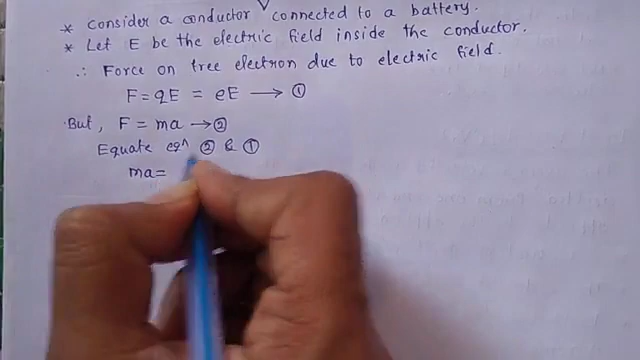 * Consider a conductor connected to a battery.
* Let E be the electric field inside the conductor.
∴ Force on free electron due to electric field.
F = qE = eE ⟶ ①
But, F = ma ⟶ ②
Equate eqⁿ ② & ①
ma =